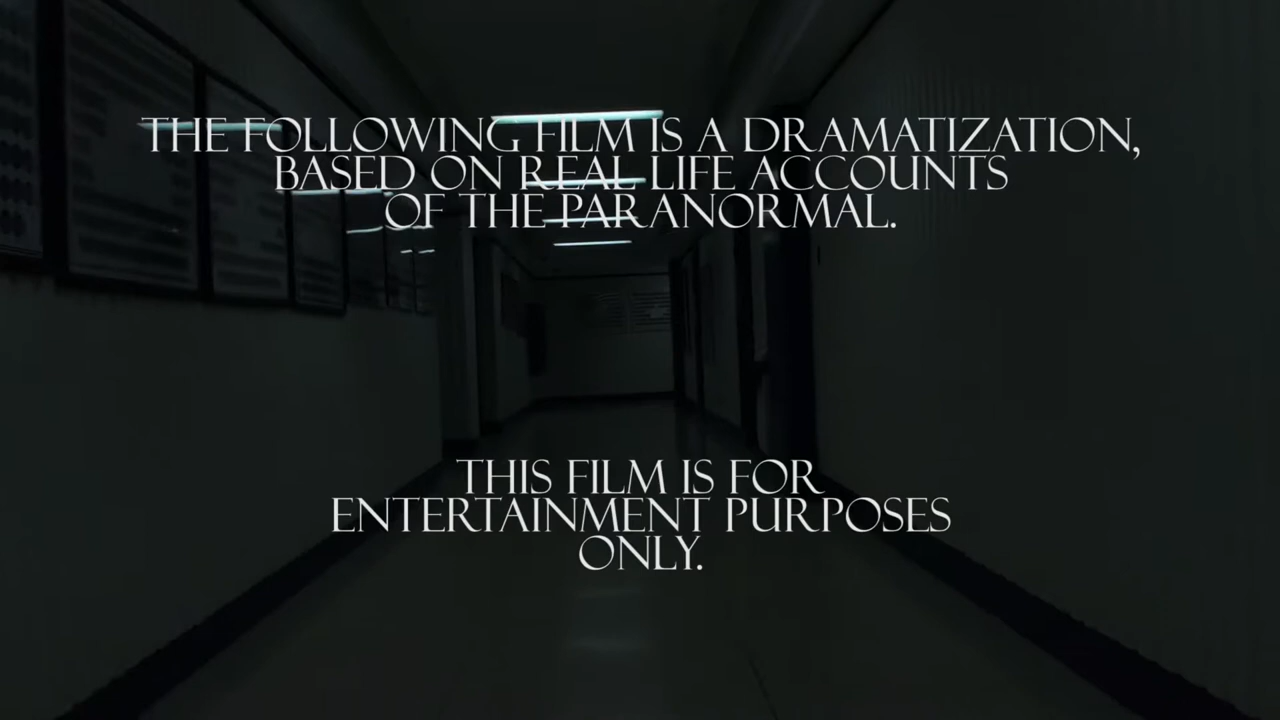 THE FOLLOWING FILM IS A DRAMATIZATION,
BASED ON REAL LIFE ACCOUNTS
OF THE PARANORMAL.
THIS FILM IS FOR
ENTERTAINMENT PURPOSES
ONLY.